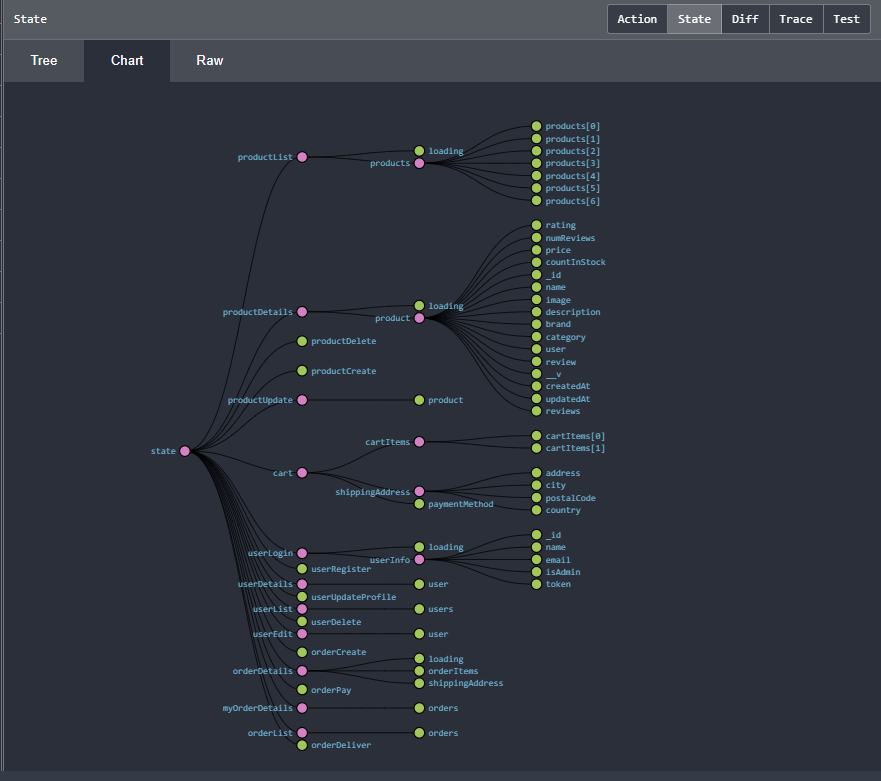 State
Action State Diff Trace Test
Tree Chart Raw
products[0]
products[1]
productList
loading
products[2]
products
products[3]
products[4]
products[5]
products[6]
rating
numReviews
price
countInStock
_id
name
image
productDetails
loading
description
product
brand
category
productDelete
user
review
productCreate
__v
createdAt
productUpdate
product
updatedAt
reviews
cartItems
cartItems[0]
cartItems[1]
state
cart
address
shippingAddress
city
paymentMethod
postalCode
country
_id
userLogin
loading
name
userInfo
email
userRegister
isAdmin
userDetails
user
token
userUpdateProfile
userList
users
userDelete
userEdit
user
orderCreate
loading
orderDetails
orderItems
shippingAddress
orderPay
myOrderDetails
orders
orderList
orders
orderDeliver